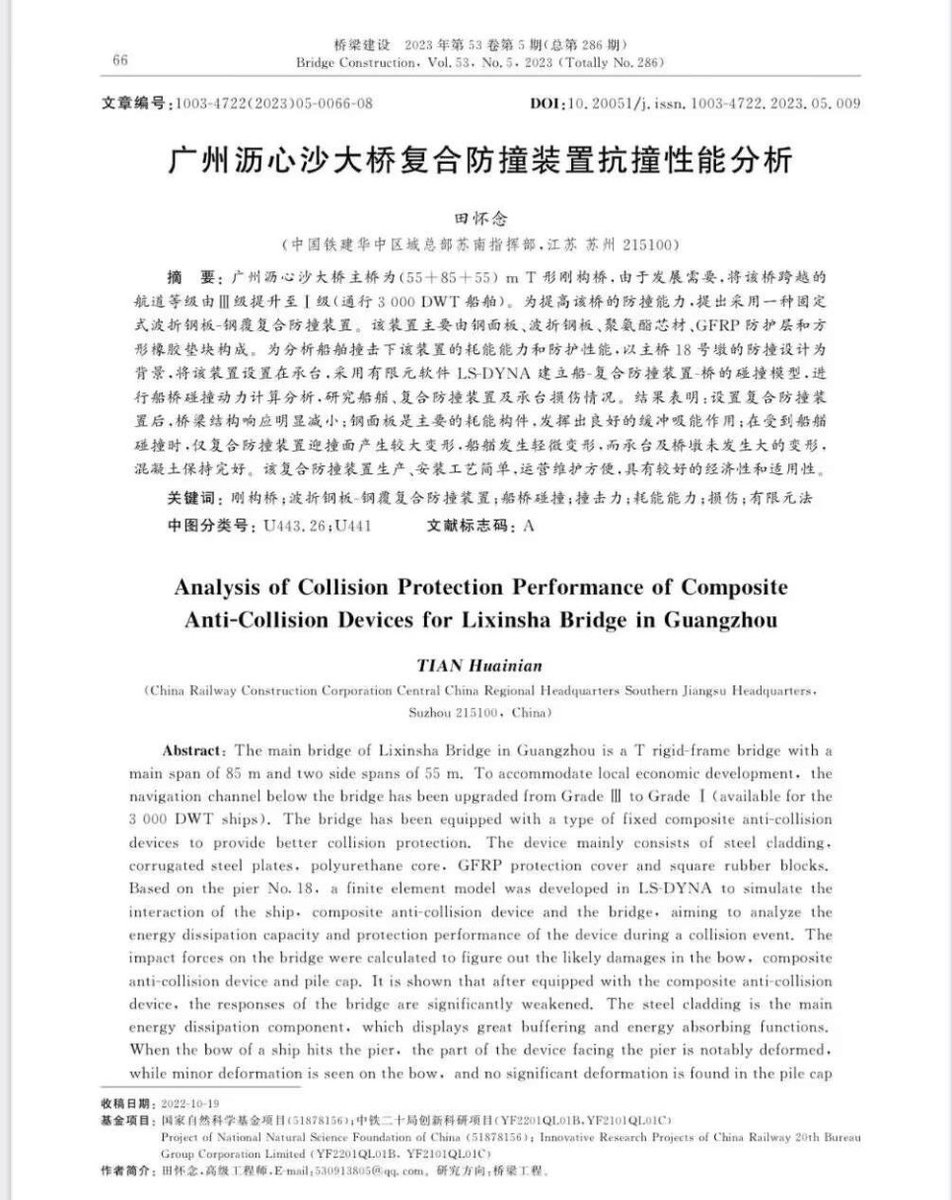 桥梁建设 2023年第53卷第5期(总第286期)
66
Bridge Construction, Vol. 53, No. 5, 2023 (Totally No. 286)
文章编号:1003-4722(2023)05-0066-08
DOI:10.20051/j.issn.1003-4722.2023.05.009
广州沥心沙大桥复合防撞装置抗撞性能分析
田怀念
(中国铁建华中区域总部苏南指挥部,江苏 苏州 215100)
摘 要: 广州沥心沙大桥主桥为(55+85+55) m T 形刚构桥,由于发展需要,将该桥跨越的
航道等级由Ⅲ级提升至Ⅰ级(通行 3 000 DWT 船舶)。为提高该桥的防撞能力,提出采用一种固定
式波折钢板-钢覆复合防撞装置。该装置主要由钢面板、波折钢板、聚氨酯芯材、GFRP 防护层和方
形橡胶垫块构成。为分析船舶撞击下该装置的耗能能力和防护性能,以主桥 18 号墩的防撞设计为
背景,将该装置设置在承台,采用有限元软件 LS-DYNA 建立船-复合防撞装置-桥的碰撞模型,进
行船桥碰撞动力计算分析,研究船艏、复合防撞装置及承台损伤情况。结果表明:设置复合防撞装
置后,桥梁结构响应明显减小;钢面板是主要的耗能构件,发挥出良好的缓冲吸能作用;在受到船艏
碰撞时,仅复合防撞装置迎撞面产生较大变形,船艏发生轻微变形,而承台及桥墩未发生大的变形,
混凝土保持完好。该复合防撞装置生产、安装工艺简单,运营维护方便,具有较好的经济性和适用性。
关键词: 刚构桥;波折钢板-钢覆复合防撞装置;船桥碰撞;撞击力;耗能能力;损伤;有限元法
中图分类号: U443.26;U441 文献标志码: A
Analysis of Collision Protection Performance of Composite
Anti-Collision Devices for Lixinsha Bridge in Guangzhou
TIAN Huainian
(China Railway Construction Corporation Central China Regional Headquarters Southern Jiangsu Headquarters,
Suzhou 215100, China)
Abstract: The main bridge of Lixinsha Bridge in Guangzhou is a T rigid-frame bridge with a
main span of 85 m and two side spans of 55 m. To accommodate local economic development, the
navigation channel below the bridge has been upgraded from Grade Ⅲ to Grade Ⅰ (available for the
3 000 DWT ships). The bridge has been equipped with a type of fixed composite anti-collision
devices to provide better collision protection. The device mainly consists of steel cladding,
corrugated steel plates, polyurethane core, GFRP protection cover and square rubber blocks.
Based on the pier No. 18, a finite element model was developed in LS-DYNA to simulate the
interaction of the ship, composite anti-collision device and the bridge, aiming to analyze the
energy dissipation capacity and protection performance of the device during a collision event. The
impact forces on the bridge were calculated to figure out the likely damages in the bow, composite
anti-collision device and pile cap. It is shown that after equipped with the composite anti-collision
device, the responses of the bridge are significantly weakened. The steel cladding is the main
energy dissipation component, which displays great buffering and energy absorbing functions.
When the bow of a ship hits the pier, the part of the device facing the pier is notably deformed,
while minor deformation is seen on the bow, and no significant deformation is found in the pile cap
收稿日期: 2022-10-19
基金项目: 国家自然科学基金项目(51878156);中铁二十局创新科研项目(YF2201QL01B,YF2101QL01C)
Project of National Natural Science Foundation of China (51878156); Innovative Research Projects of China Railway 20th Bureau
Group Corporation Limited (YF2201QL01B, YF2101QL01C)
作者简介: 田怀念,高级工程师,E-mail:530913805@qq.com。研究方向:桥梁工程。